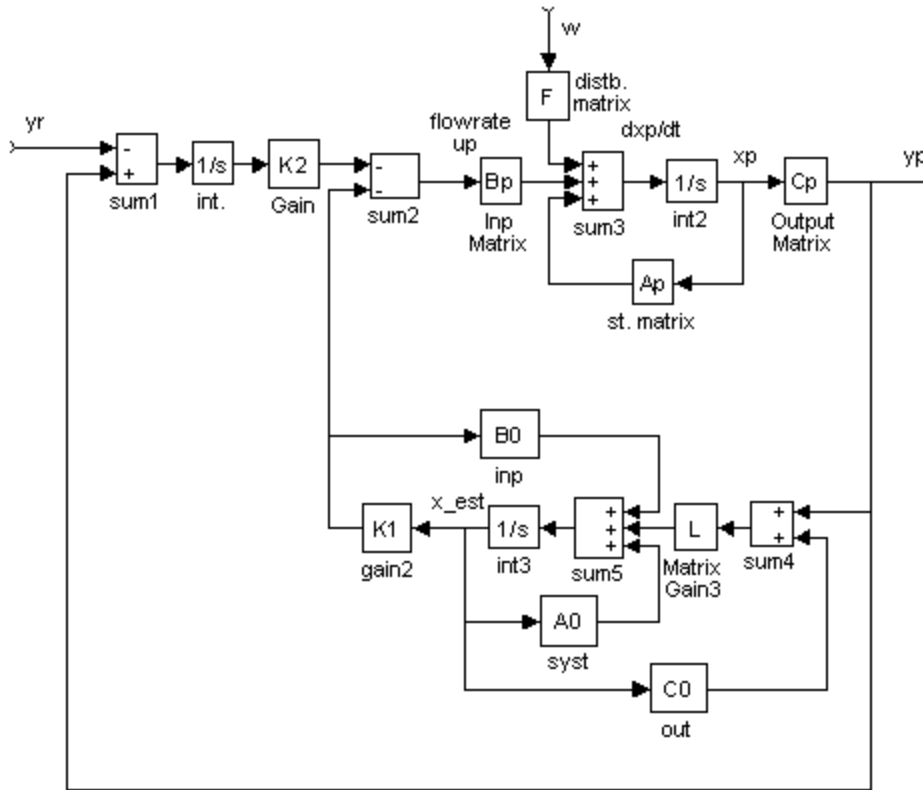 w
F
distb.
matrix
yr
flowrate
up
dxp/dt
xp
yp
-
+
1/s
K2
-
-
Bp
+
+
+
1/s
Cp
sum1
int.
Gain
sum2
Inp
Matrix
sum3
int2
Output
Matrix
Ap
st. matrix
B0
inp
x_est
K1
1/s
+
+
+
L
+
+
gain2
int3
sum5
Matrix
Gain3
sum4
A0
syst
C0
out